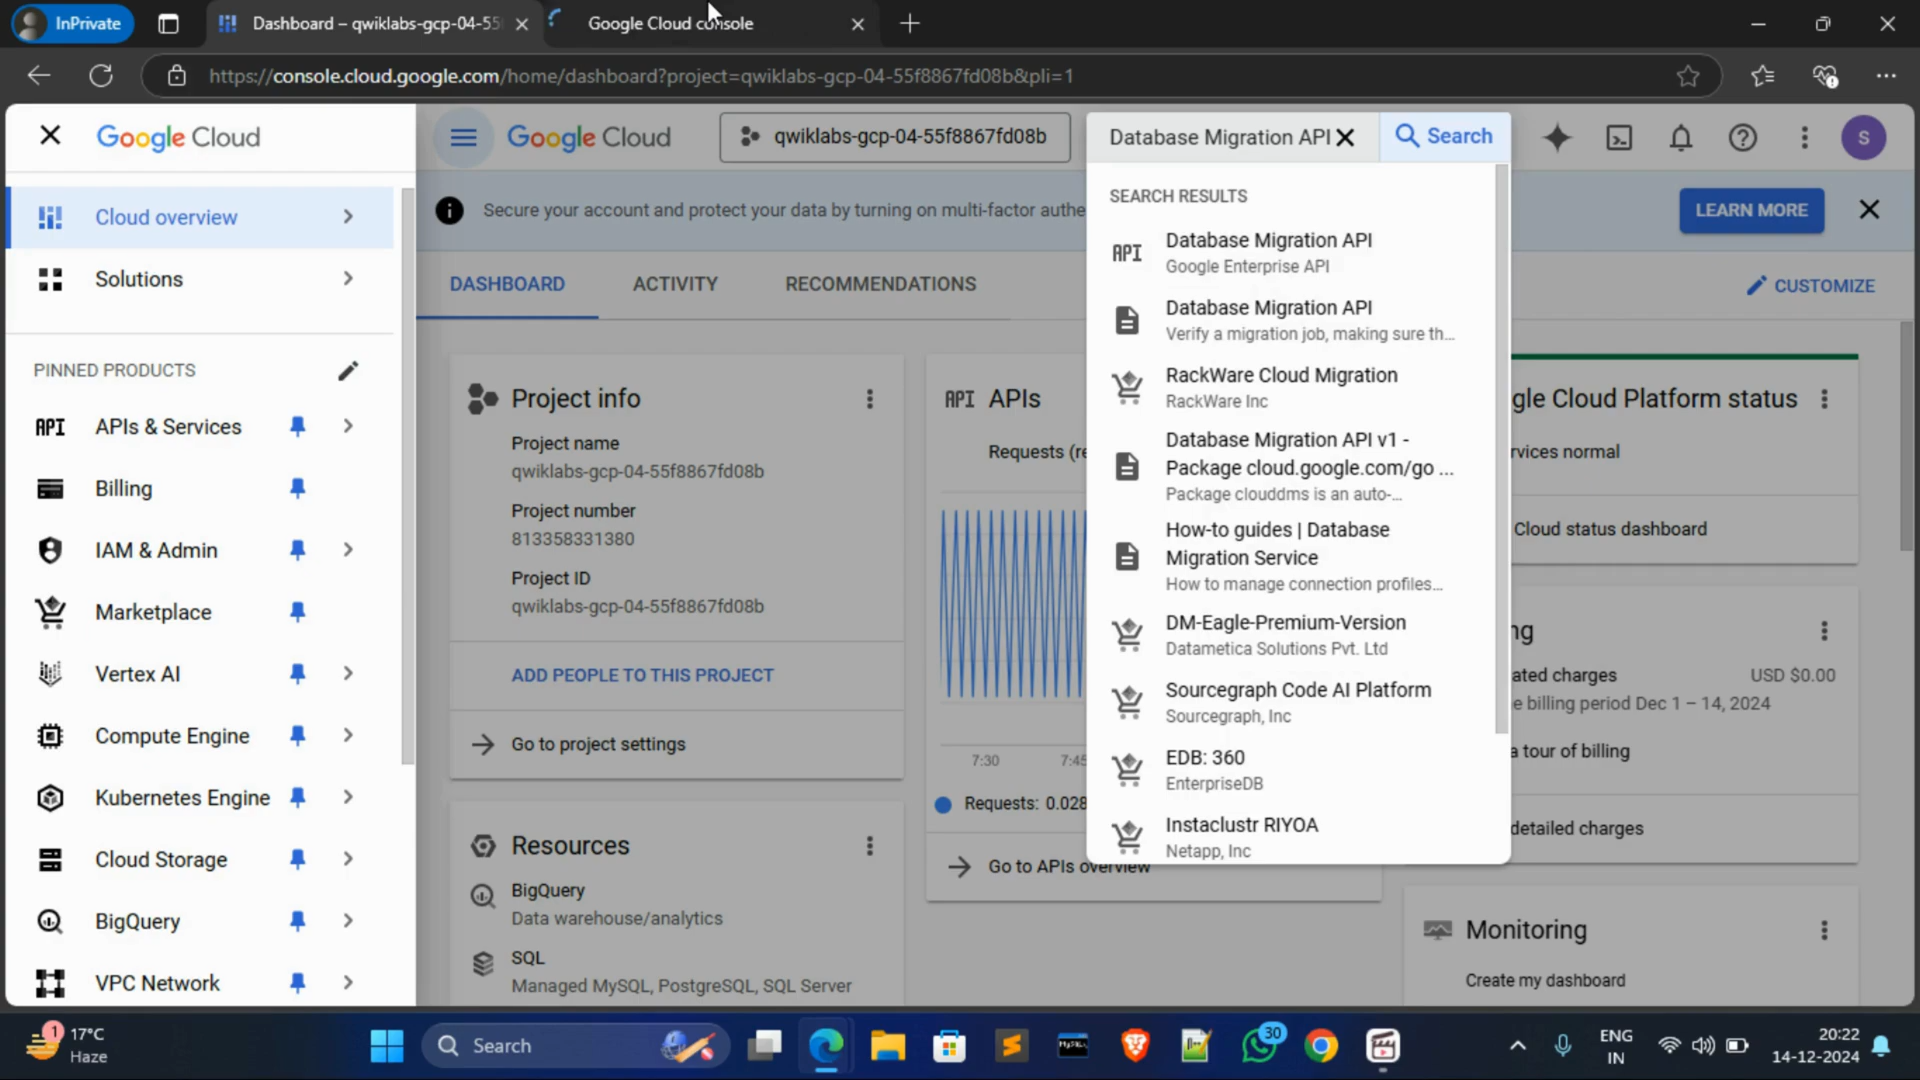 InPrivate
Dashboard – qwiklabs-gcp-04-55
Google Cloud console
https://console.cloud.google.com/home/dashboard?project=qwiklabs-gcp-04-55f8867fd08b&pli=1
Google Cloud
Cloud overview
Solutions
PINNED PRODUCTS
API APIs & Services
Billing
IAM & Admin
Marketplace
Vertex AI
Compute Engine
Kubernetes Engine
Cloud Storage
BigQuery
VPC Network
Google Cloud
qwiklabs-gcp-04-55f8867fd08b
Database Migration API
Search
S
Secure your account and protect your data by turning on multi-factor authe
LEARN MORE
DASHBOARD
ACTIVITY
RECOMMENDATIONS
CUSTOMIZE
Project info
Project name
qwiklabs-gcp-04-55f8867fd08b
Project number
813358331380
Project ID
qwiklabs-gcp-04-55f8867fd08b
ADD PEOPLE TO THIS PROJECT
Go to project settings
Resources
BigQuery
Data warehouse/analytics
SQL
Managed MySQL, PostgreSQL, SQL Server
API APIs
Requests (re
7:30
7:45
Requests: 0.028
Go to APIs overview
SEARCH RESULTS
API
Database Migration API
Google Enterprise API
Database Migration API
Verify a migration job, making sure th...
RackWare Cloud Migration
RackWare Inc
Database Migration API v1 -
Package cloud.google.com/go ...
Package clouddms is an auto-...
How-to guides | Database
Migration Service
How to manage connection profiles...
DM-Eagle-Premium-Version
Datametica Solutions Pvt. Ltd
Sourcegraph Code AI Platform
Sourcegraph, Inc
EDB: 360
EnterpriseDB
Instaclustr RIYOA
Netapp, Inc
gle Cloud Platform status
rvices normal
Cloud status dashboard
ng
ated charges
USD $0.00
e billing period Dec 1 – 14, 2024
a tour of billing
detailed charges
Monitoring
Create my dashboard
1
17°C
Haze
Search
30
ENG
IN
20:22
14-12-2024